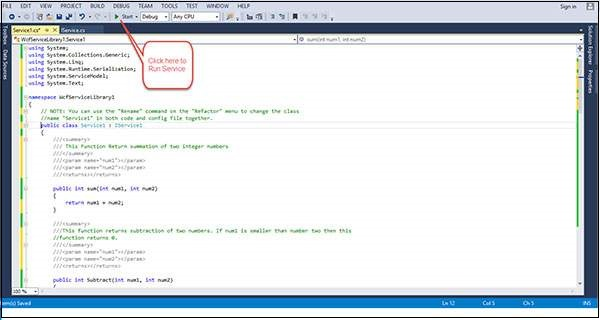 FILE EDIT VIEW PROJECT BUILD DEBUG TEAM TOOLS TEST WINDOW HELP Sign in
Start Debug Any CPU
Service1.cs* IService.cs
WcfServiceLibrary1.Service1 sum(int num1, int num2)
Click here to
Run Service
using System;
using System.Collections.Generic;
using System.Linq;
using System.Runtime.Serialization;
using System.ServiceModel;
using System.Text;
namespace WcfServiceLibrary1
{
// NOTE: You can use the "Rename" command on the "Refactor" menu to change the class
//name "Service1" in both code and config file together.
public class Service1 : IService1
{
///<summary>
/// This function Return summation of two integer numbers
///</summary>
///<param name="num1"></param>
///<param name="num2"></param>
///<returns></returns>
public int sum(int num1, int num2)
{
return num1 + num2;
}
///<summary>
///This function returns subtraction of two numbers. If num1 is smaller than number two then this
//function returns 0.
///</summary>
///<param name="num1"></param>
///<param name="num2"></param>
///<returns></returns>
public int Subtract(int num1, int num2)
Toolbox
Data Sources
Solution Explorer
Properties
100 %
Item(s) Saved Ln 12 Col 5 Ch 5 INS